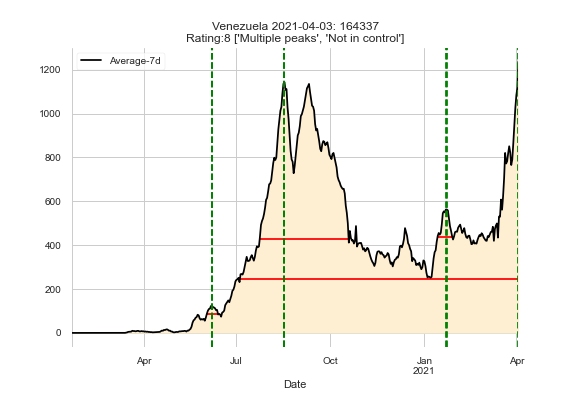 Venezuela 2021-04-03: 164337
Rating:8 ['Multiple peaks', 'Not in control']
Average-7d
1200
1000
800
600
400
200
0
Apr
Jul
Oct
Jan
2021
Apr
Date